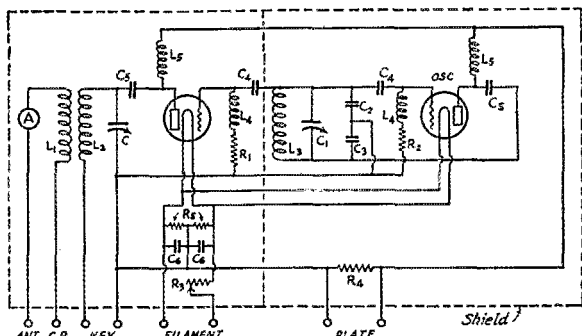 L5
L5
C5
C4
C4
OSC
C5
A
L1
L2
C
L4
R1
L3
C1
C2
C3
L4
R2
R5
C6
C6
R3
R4
Shield
ANT. C.P. KEY FILAMENT PLATE